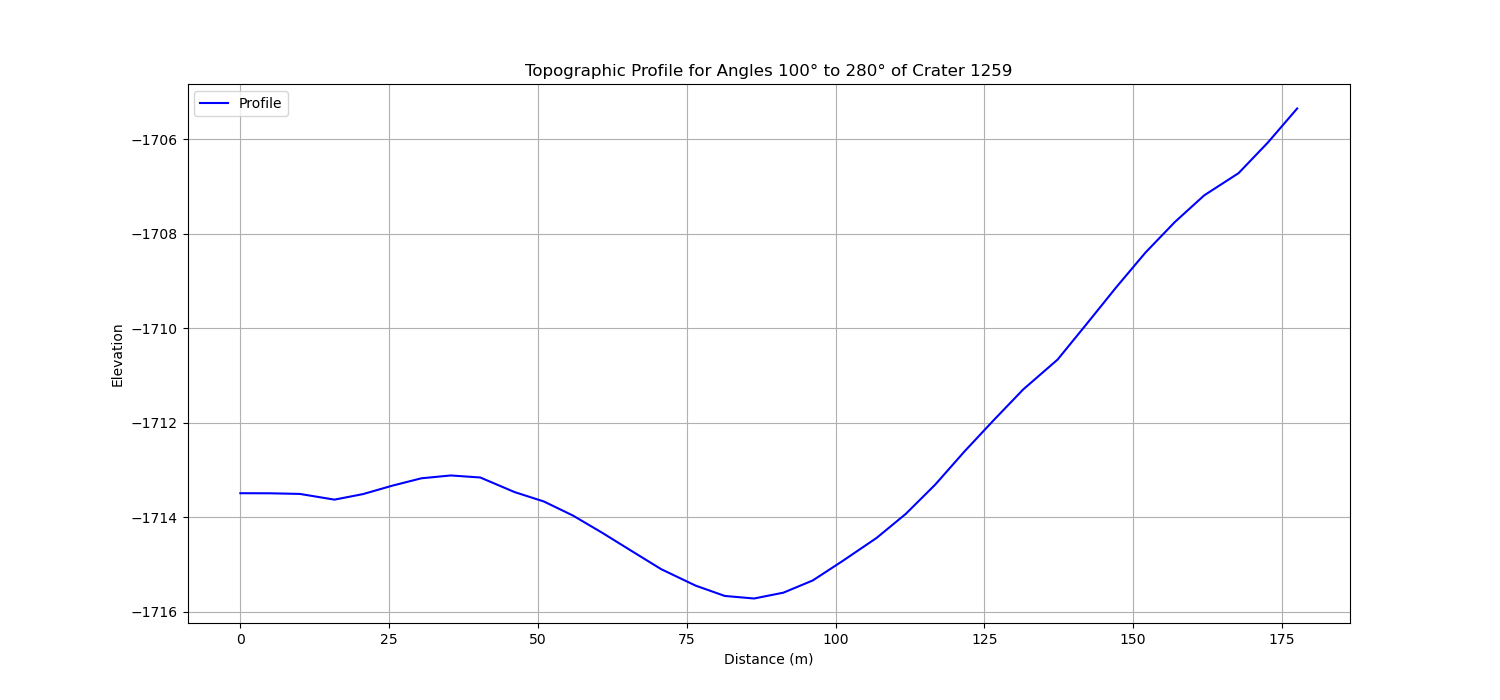 Topographic Profile for Angles 100° to 280° of Crater 1259
Profile
−1706
−1708
−1710
−1712
−1714
−1716
Elevation
0 25 50 75 100 125 150 175
Distance (m)